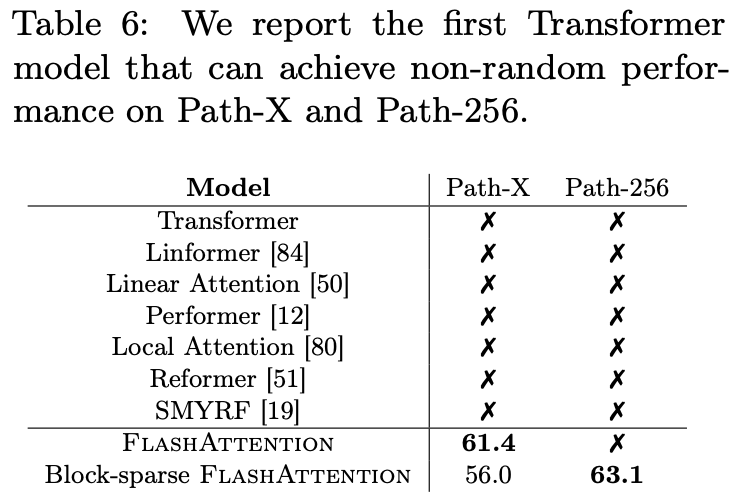 Table 6: We report the first Transformer
model that can achieve non-random perfor-
mance on Path-X and Path-256.
Model Path-X Path-256
Transformer ✗ ✗
Linformer [84] ✗ ✗
Linear Attention [50] ✗ ✗
Performer [12] ✗ ✗
Local Attention [80] ✗ ✗
Reformer [51] ✗ ✗
SMYRF [19] ✗ ✗
FLASHATTENTION 61.4 ✗
Block-sparse FLASHATTENTION 56.0 63.1